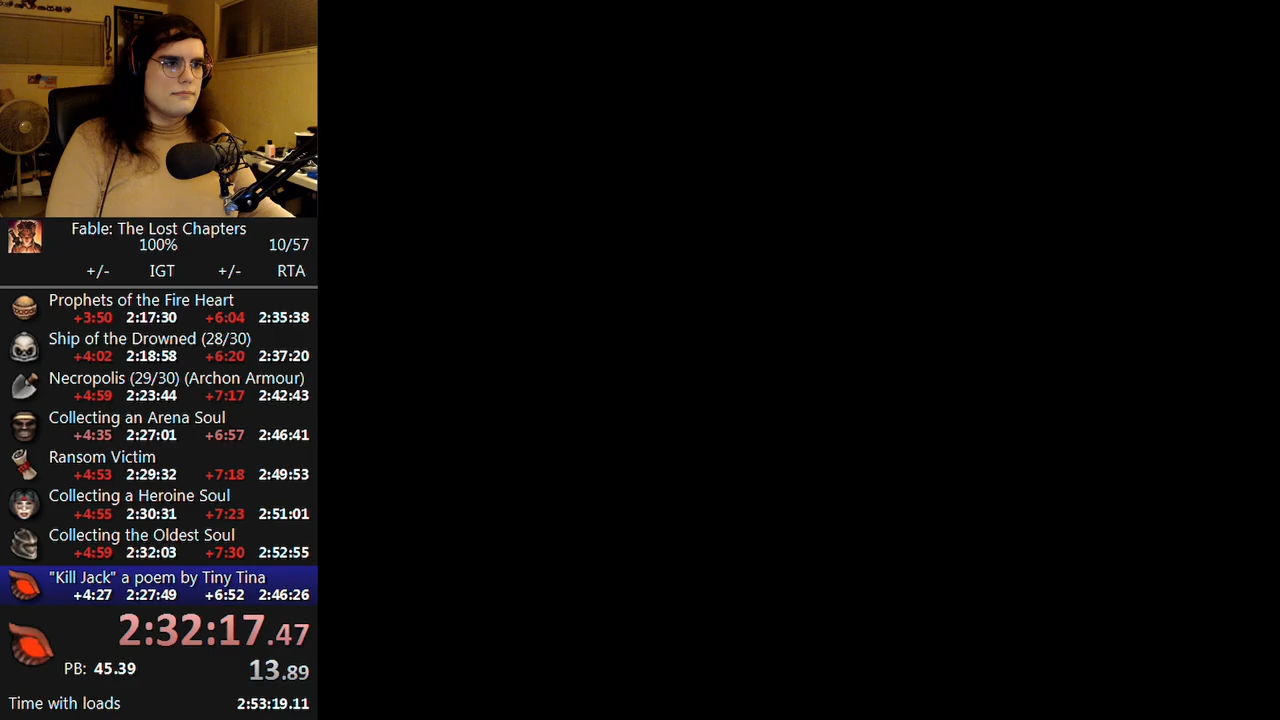 Fable: The Lost Chapters
100% 10/57
+/- IGT +/- RTA
Prophets of the Fire Heart
+3:50 2:17:30 +6:04 2:35:38
Ship of the Drowned (28/30)
+4:02 2:18:58 +6:20 2:37:20
Necropolis (29/30) (Archon Armour)
+4:59 2:23:44 +7:17 2:42:43
Collecting an Arena Soul
+4:35 2:27:01 +6:57 2:46:41
Ransom Victim
+4:53 2:29:32 +7:18 2:49:53
Collecting a Heroine Soul
+4:55 2:30:31 +7:23 2:51:01
Collecting the Oldest Soul
+4:59 2:32:03 +7:30 2:52:55
"Kill Jack" a poem by Tiny Tina
+4:27 2:27:49 +6:52 2:46:26
2:32:17.47
PB: 45.39 13.89
Time with loads 2:53:19.11